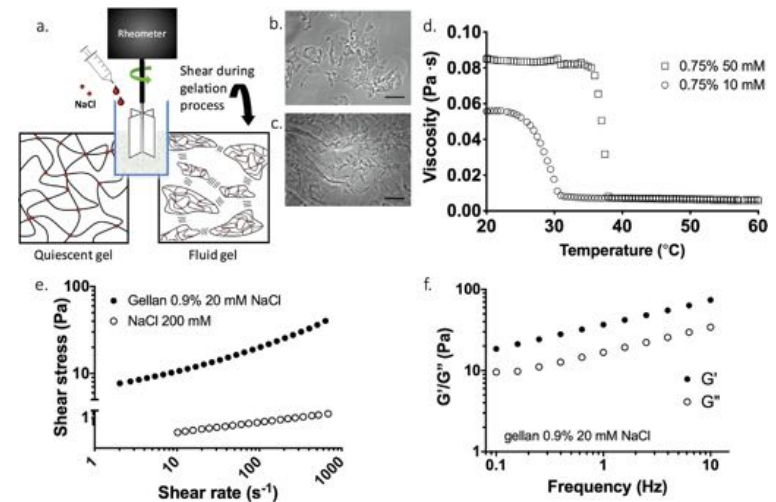 a.
Rheometer
NaCl
Shear during
gelation
process
Quiescent gel
Fluid gel
b.
c.
d.
Viscosity (Pa ·s)
0.10
0.08
0.06
0.04
0.02
0.00
20 30 40 50 60
Temperature (°C)
0.75% 50 mM
0.75% 10 mM
e.
Shear stress (Pa)
100
10
1
Gellan 0.9% 20 mM NaCl
NaCl 200 mM
1 10 100 1000
Shear rate (s⁻¹)
f.
G'/G" (Pa)
100
10
1
G'
G"
gellan 0.9% 20 mM NaCl
0.1 1 10
Frequency (Hz)